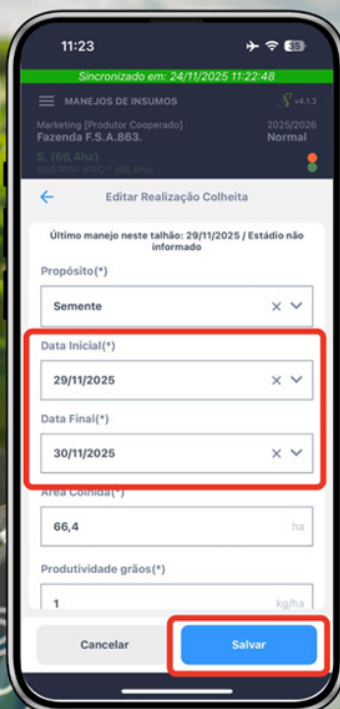 11:23
35
Sincronizado em: 24/11/2025 11:22:48
MANEJOS DE INSUMOS
v4.1.3
Marketing [Produtor Cooperado]
2025/2026
Fazenda F.S.A.863.
Normal
S. (66,4ha)
Editar Realização Colheita
Último manejo neste talhão: 29/11/2025 / Estádio não
informado
Propósito(*)
Semente
Data Inicial(*)
29/11/2025
Data Final(*)
30/11/2025
Área Colhida(*)
66,4
ha
Produtividade grãos(*)
1
kg/ha
Cancelar
Salvar